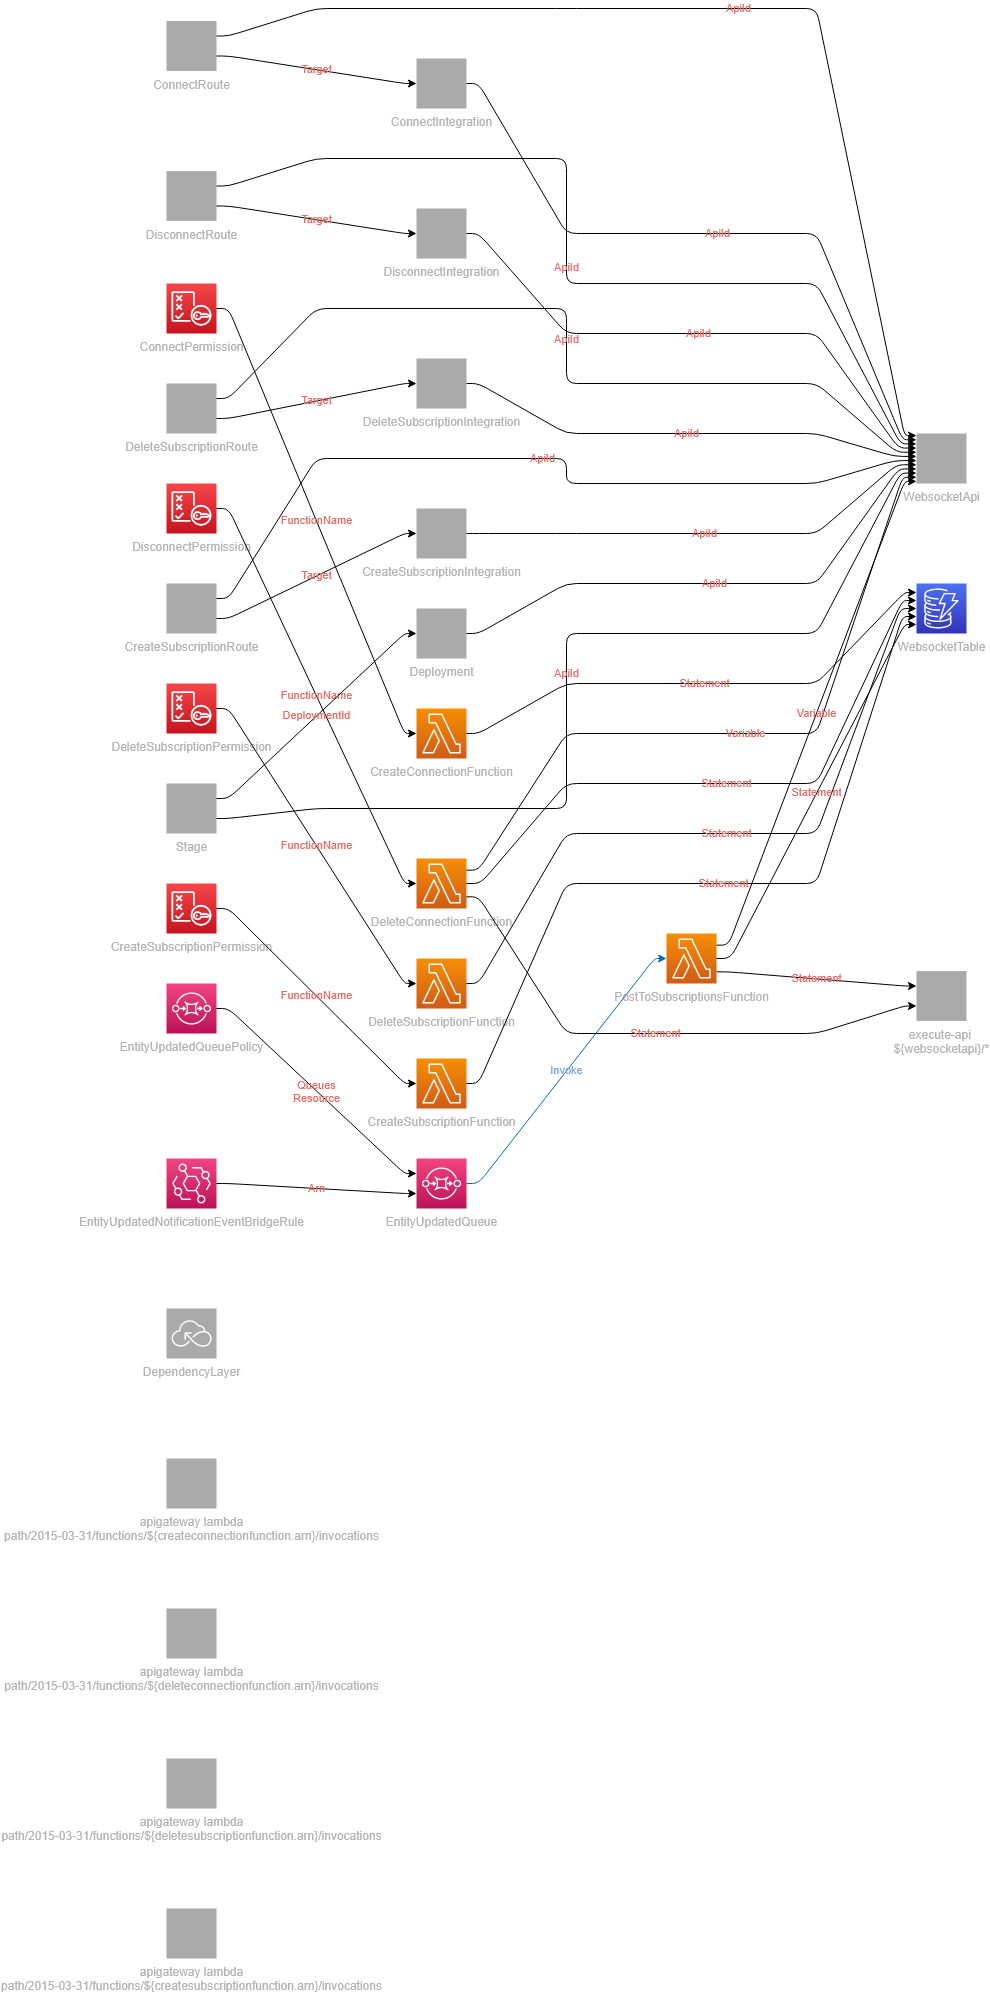 ApiId
ConnectRoute
Target
ConnectIntegration
DisconnectRoute
Target
ApiId
DisconnectIntegration
ApiId
ConnectPermission
ApiId
ApiId
DeleteSubscriptionRoute
Target
DeleteSubscriptionIntegration
ApiId
ApiId
WebsocketApi
DisconnectPermission
FunctionName
ApiId
CreateSubscriptionIntegration
Target
ApiId
CreateSubscriptionRoute
WebsocketTable
Deployment
ApiId
Statement
FunctionName
DeploymentId
Variable
Variable
DeleteSubscriptionPermission
CreateConnectionFunction
Statement
Statement
Statement
Stage
FunctionName
Statement
DeleteConnectionFunction
CreateSubscriptionPermission
Statement
FunctionName
PostToSubscriptionsFunction
DeleteSubscriptionFunction
Statement
execute-api
${websocketapi}/*
EntityUpdatedQueuePolicy
Invoke
Queues
Resource
CreateSubscriptionFunction
Arn
EntityUpdatedNotificationEventBridgeRule
EntityUpdatedQueue
DependencyLayer
apigateway lambda
path/2015-03-31/functions/${createconnectionfunction.arn}/invocations
apigateway lambda
path/2015-03-31/functions/${deleteconnectionfunction.arn}/invocations
apigateway lambda
path/2015-03-31/functions/${deletesubscriptionfunction.arn}/invocations
apigateway lambda
path/2015-03-31/functions/${createsubscriptionfunction.arn}/invocations